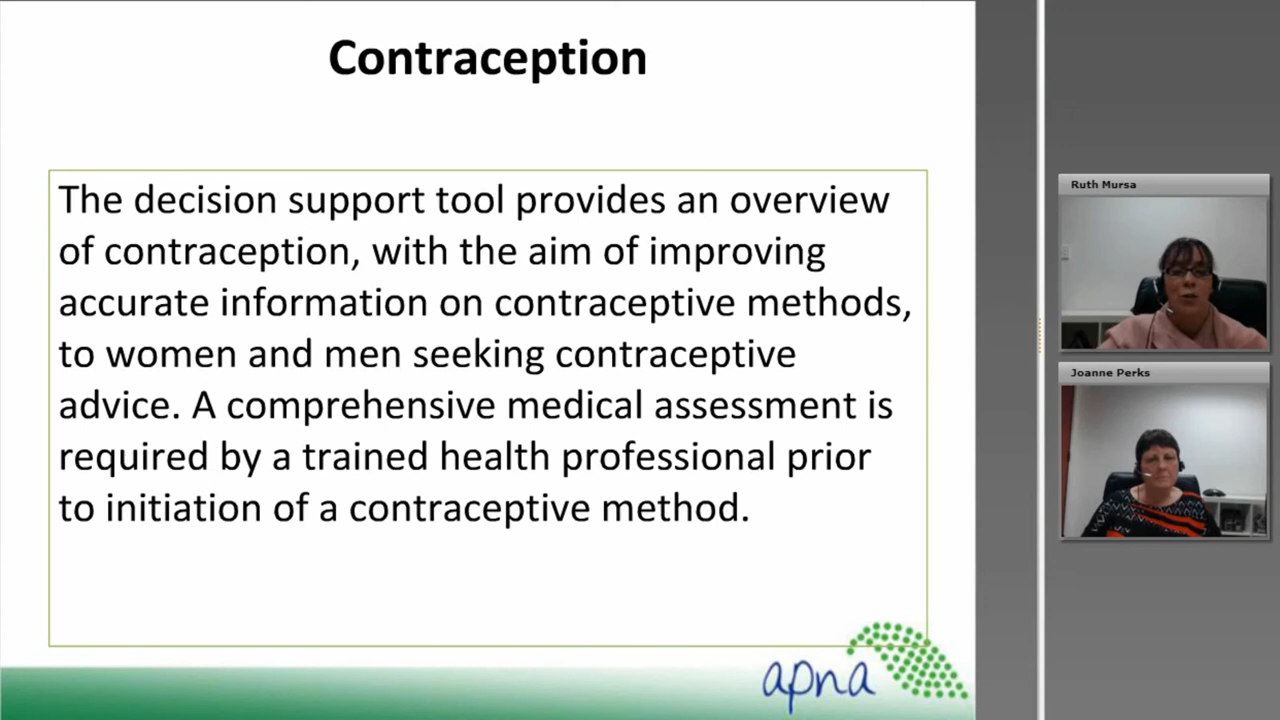 Contraception
The decision support tool provides an overview
of contraception, with the aim of improving
accurate information on contraceptive methods,
to women and men seeking contraceptive
advice. A comprehensive medical assessment is
required by a trained health professional prior
to initiation of a contraceptive method.
apna
Ruth Mursa
Joanne Perks